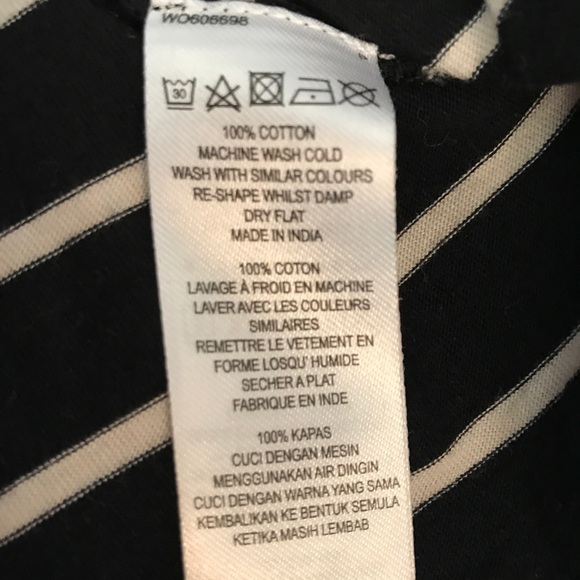 WO606698
30
100% COTTON
MACHINE WASH COLD
WASH WITH SIMILAR COLOURS
RE-SHAPE WHILST DAMP
DRY FLAT
MADE IN INDIA
100% COTON
LAVAGE À FROID EN MACHINE
LAVER AVEC LES COULEURS
SIMILAIRES
REMETTRE LE VETEMENT EN
FORME LOSQU' HUMIDE
SECHER A PLAT
FABRIQUE EN INDE
100% KAPAS
CUCI DENGAN MESIN
MENGGUNAKAN AIR DINGIN
CUCI DENGAN WARNA YANG SAMA
KEMBALIKAN KE BENTUK SEMULA
KETIKA MASIH LEMBAB